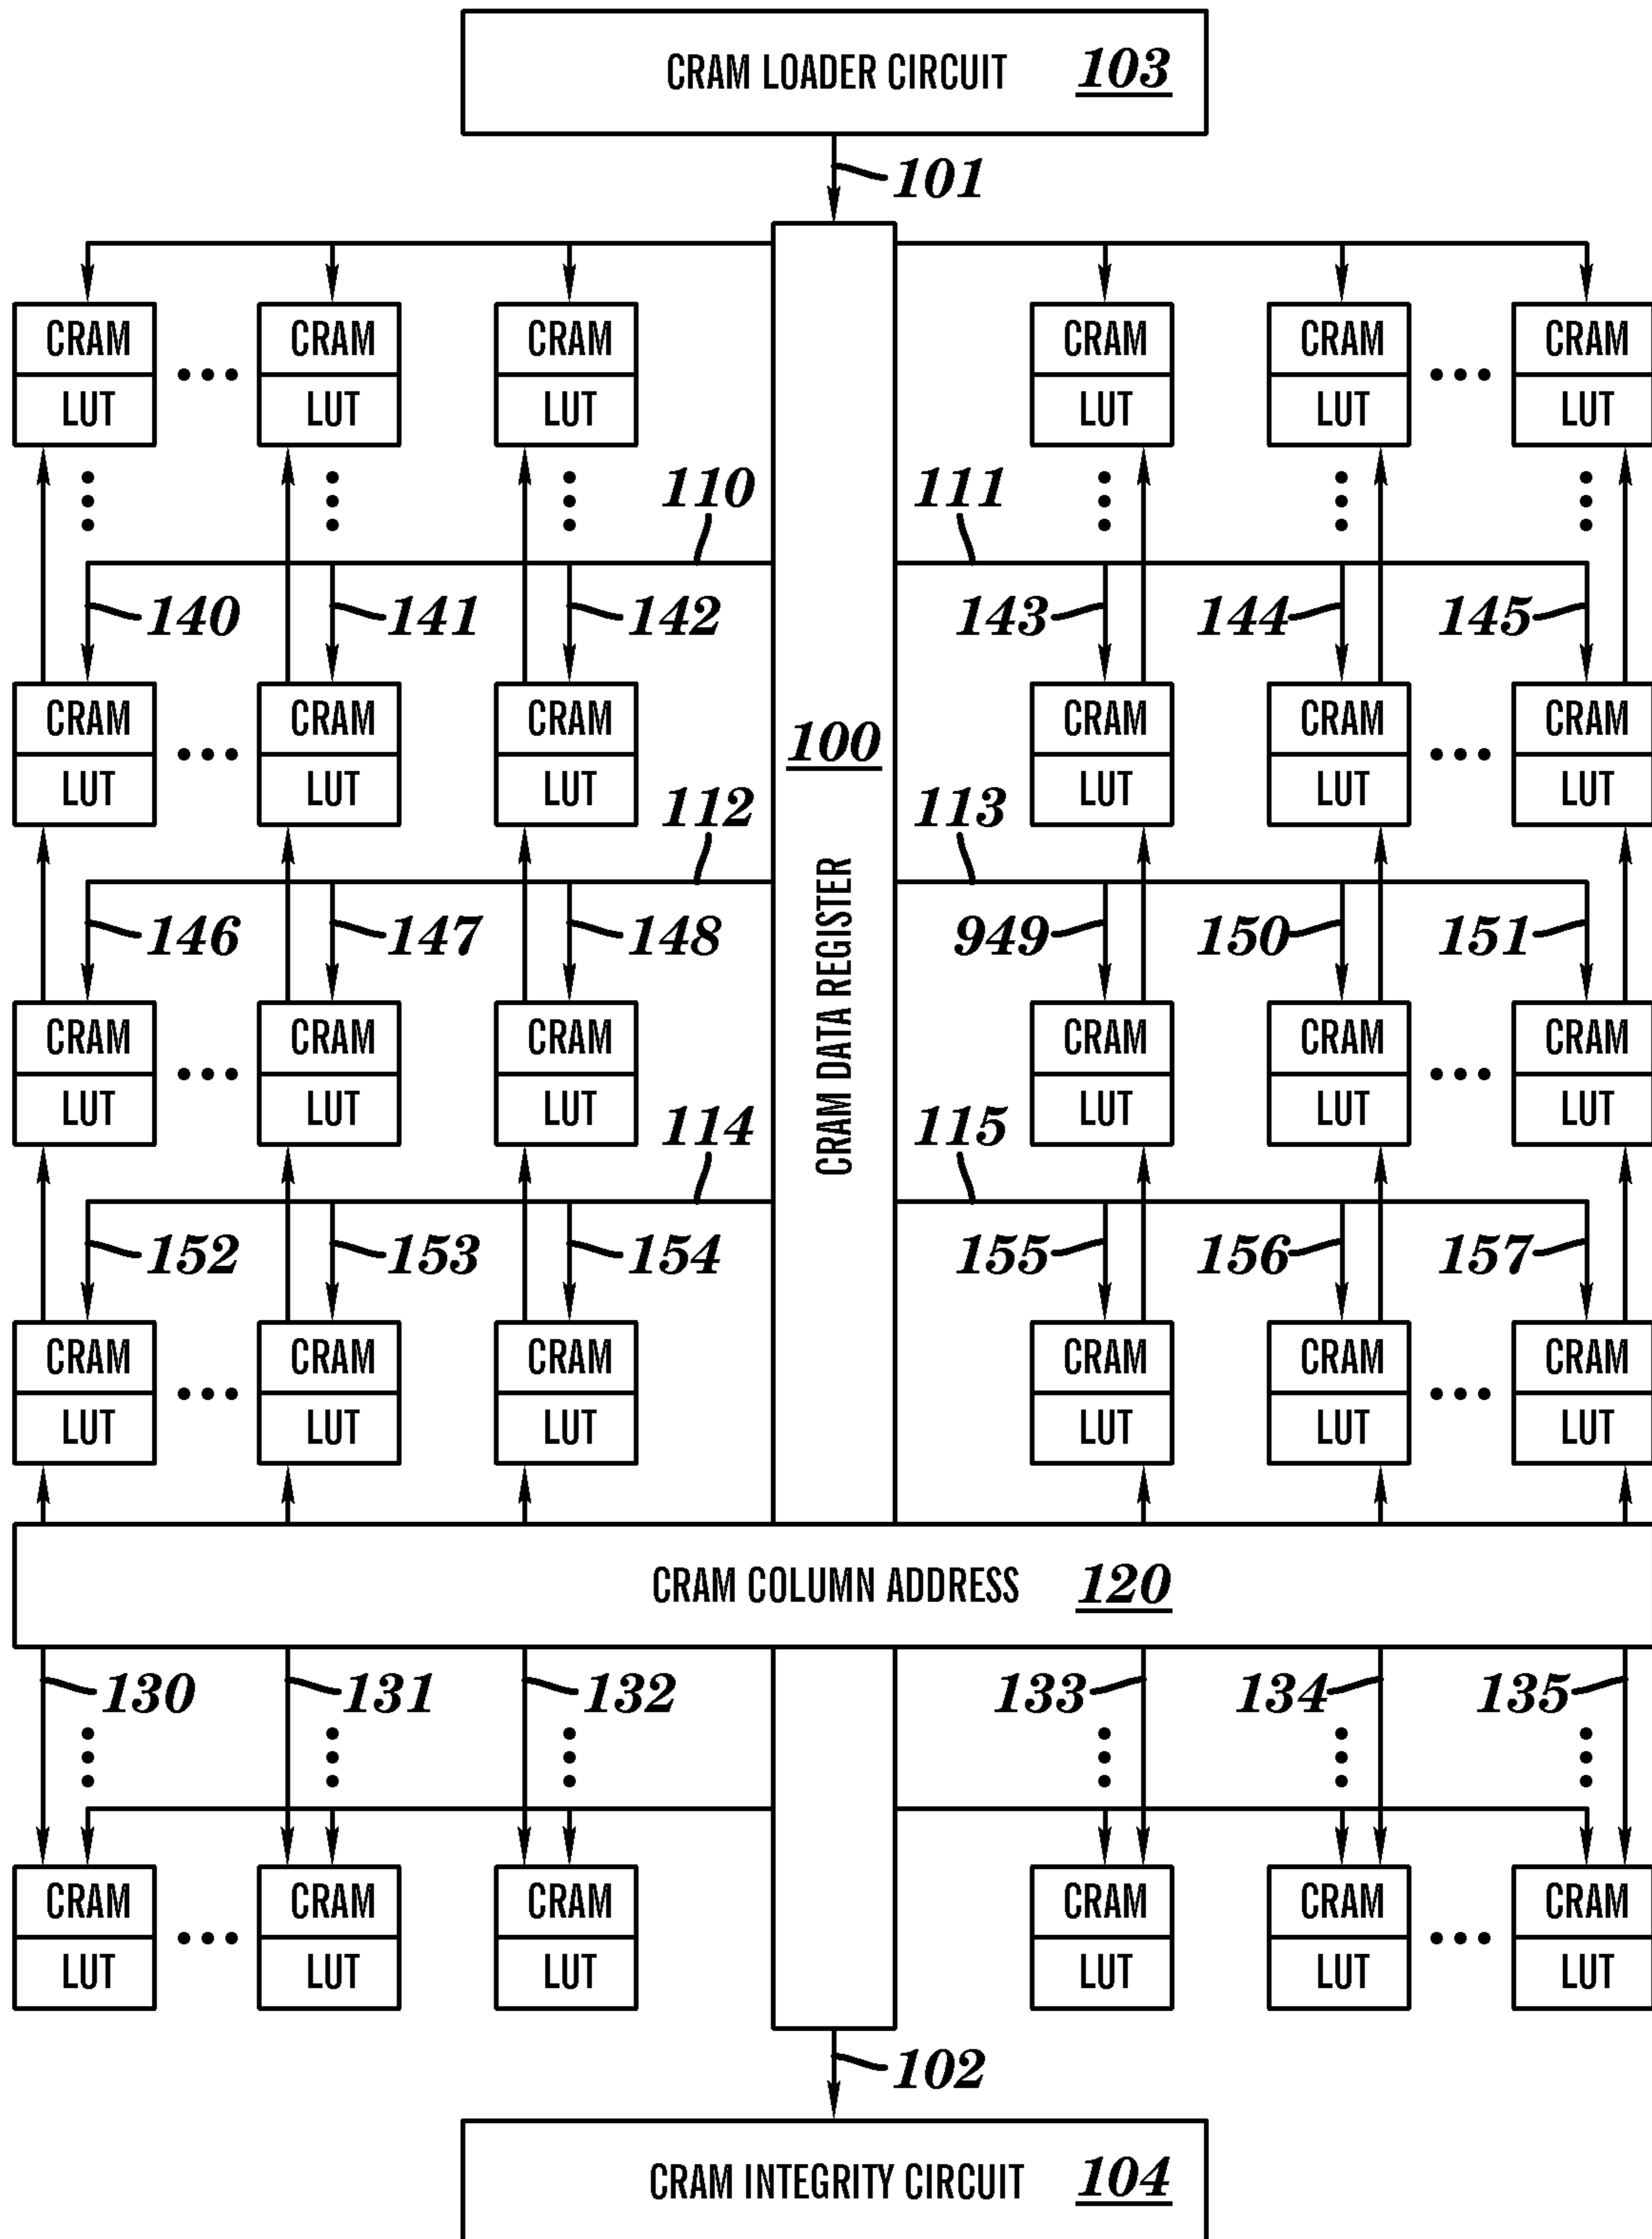 CRAM LOADER CIRCUIT 103
101
CRAM CRAM CRAM CRAM CRAM CRAM
LUT LUT LUT LUT LUT LUT
110 111
140 141 142 143 144 145
CRAM CRAM CRAM CRAM CRAM CRAM
LUT LUT LUT LUT LUT LUT
100
CRAM DATA REGISTER
112 113
146 147 148 949 150 151
CRAM CRAM CRAM CRAM CRAM CRAM
LUT LUT LUT LUT LUT LUT
114 115
152 153 154 155 156 157
CRAM CRAM CRAM CRAM CRAM CRAM
LUT LUT LUT LUT LUT LUT
CRAM COLUMN ADDRESS 120
130 131 132 133 134 135
CRAM CRAM CRAM CRAM CRAM CRAM
LUT LUT LUT LUT LUT LUT
102
CRAM INTEGRITY CIRCUIT 104